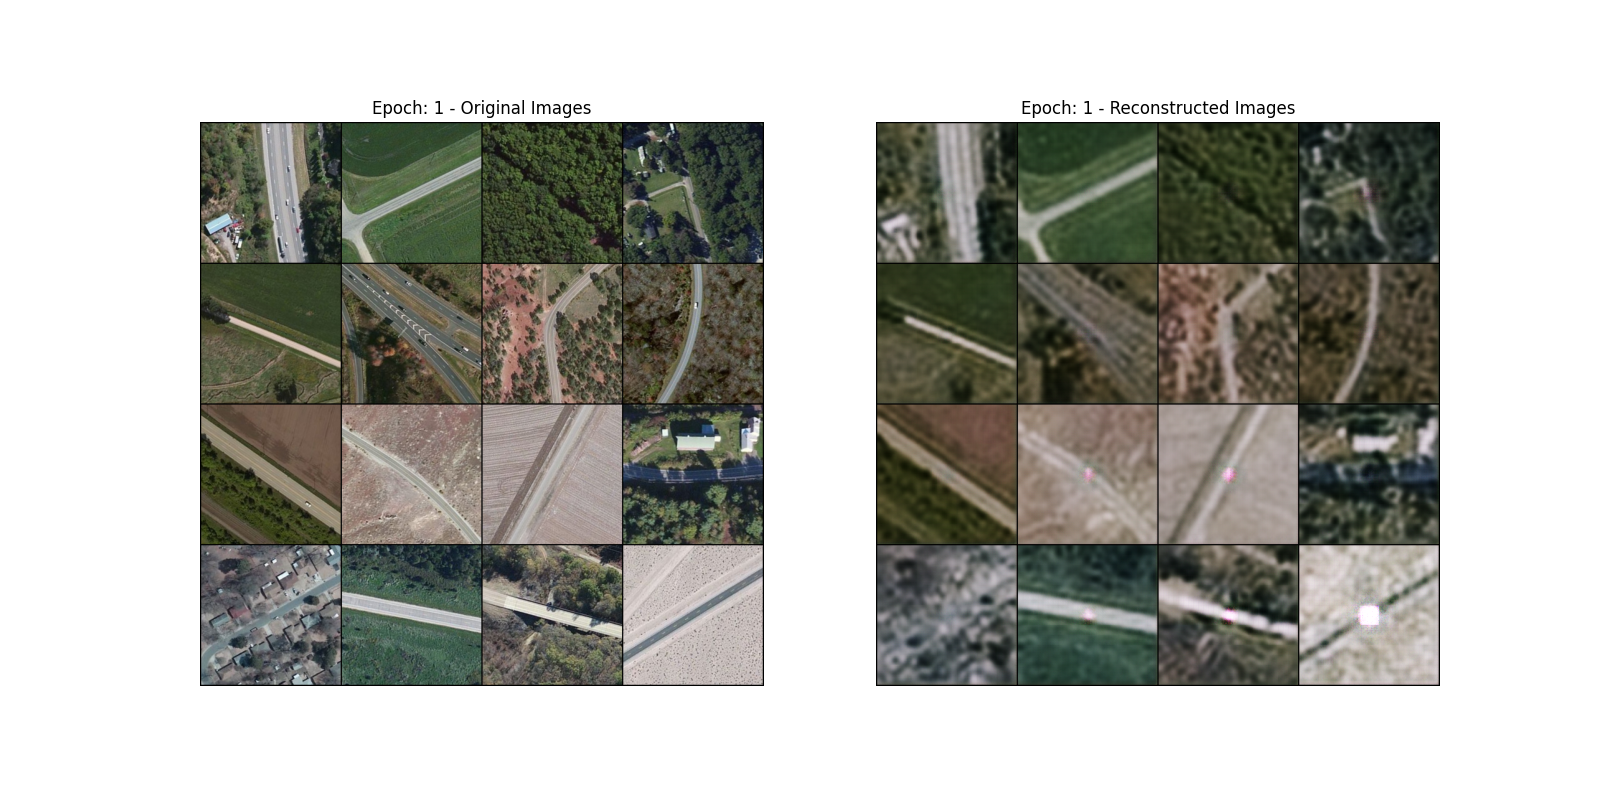 Epoch: 1 - Original Images
Epoch: 1 - Reconstructed Images